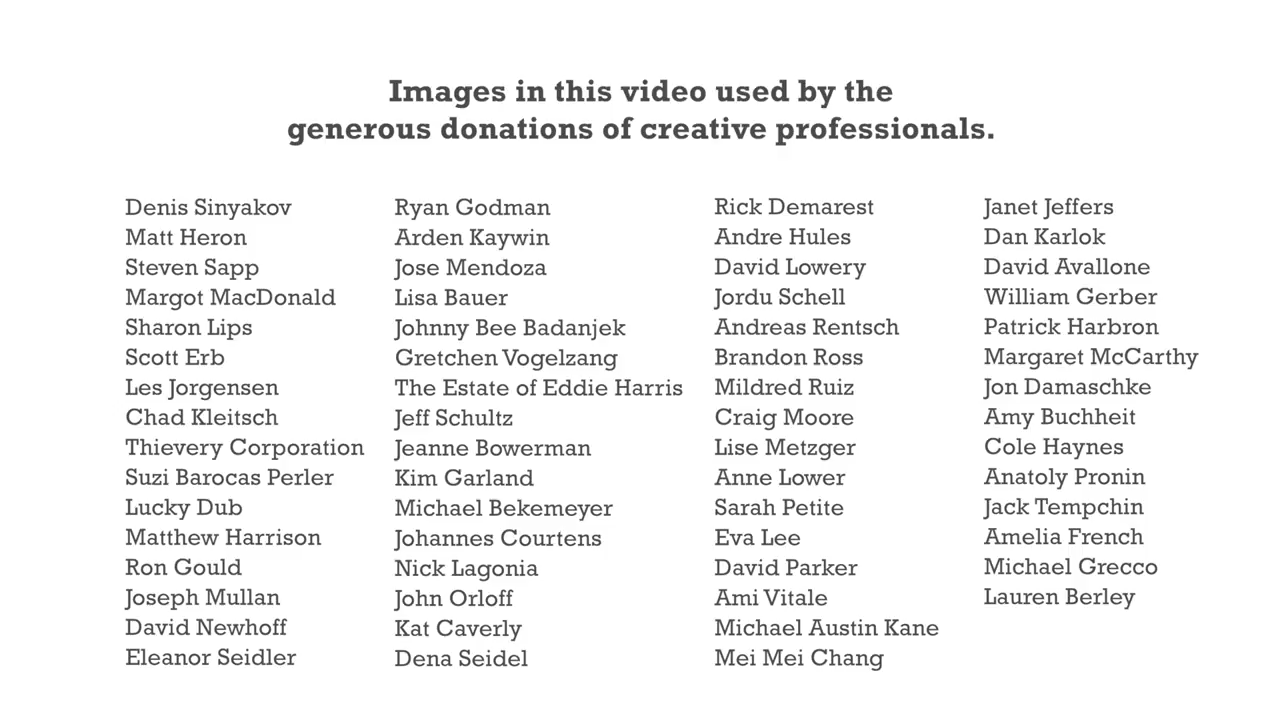 Images in this video used by the
generous donations of creative professionals.
Denis Sinyakov
Matt Heron
Steven Sapp
Margot MacDonald
Sharon Lips
Scott Erb
Les Jorgensen
Chad Kleitsch
Thievery Corporation
Suzi Barocas Perler
Lucky Dub
Matthew Harrison
Ron Gould
Joseph Mullan
David Newhoff
Eleanor Seidler
Ryan Godman
Arden Kaywin
Jose Mendoza
Lisa Bauer
Johnny Bee Badanjek
Gretchen Vogelzang
The Estate of Eddie Harris
Jeff Schultz
Jeanne Bowerman
Kim Garland
Michael Bekemeyer
Johannes Courtens
Nick Lagonia
John Orloff
Kat Caverly
Dena Seidel
Rick Demarest
Andre Hules
David Lowery
Jordu Schell
Andreas Rentsch
Brandon Ross
Mildred Ruiz
Craig Moore
Lise Metzger
Anne Lower
Sarah Petite
Eva Lee
David Parker
Ami Vitale
Michael Austin Kane
Mei Mei Chang
Janet Jeffers
Dan Karlok
David Avallone
William Gerber
Patrick Harbron
Margaret McCarthy
Jon Damaschke
Amy Buchheit
Cole Haynes
Anatoly Pronin
Jack Tempchin
Amelia French
Michael Grecco
Lauren Berley